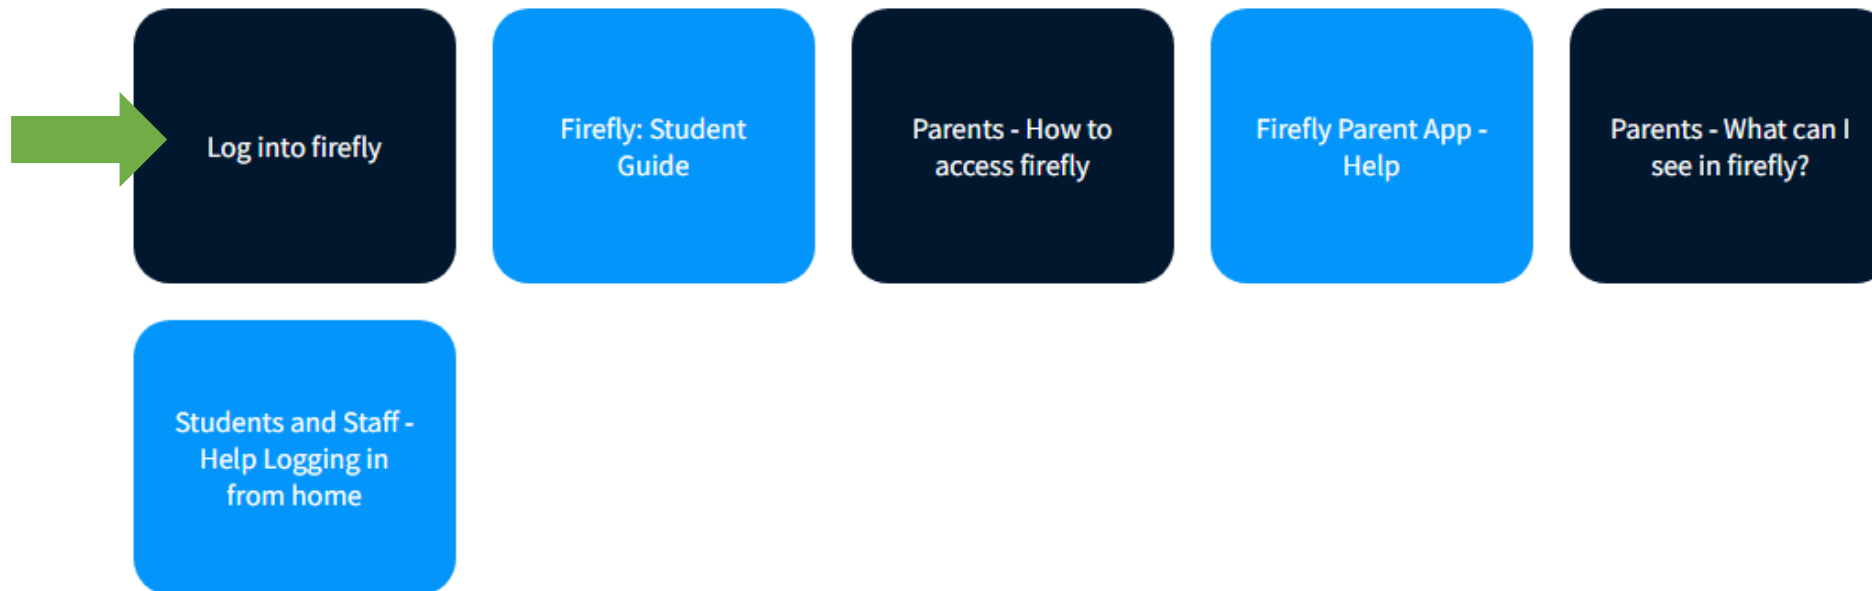 Log into firefly
Firefly: Student
Guide
Parents - How to
access firefly
Firefly Parent App -
Help
Parents - What can I
see in firefly?
Students and Staff -
Help Logging in
from home